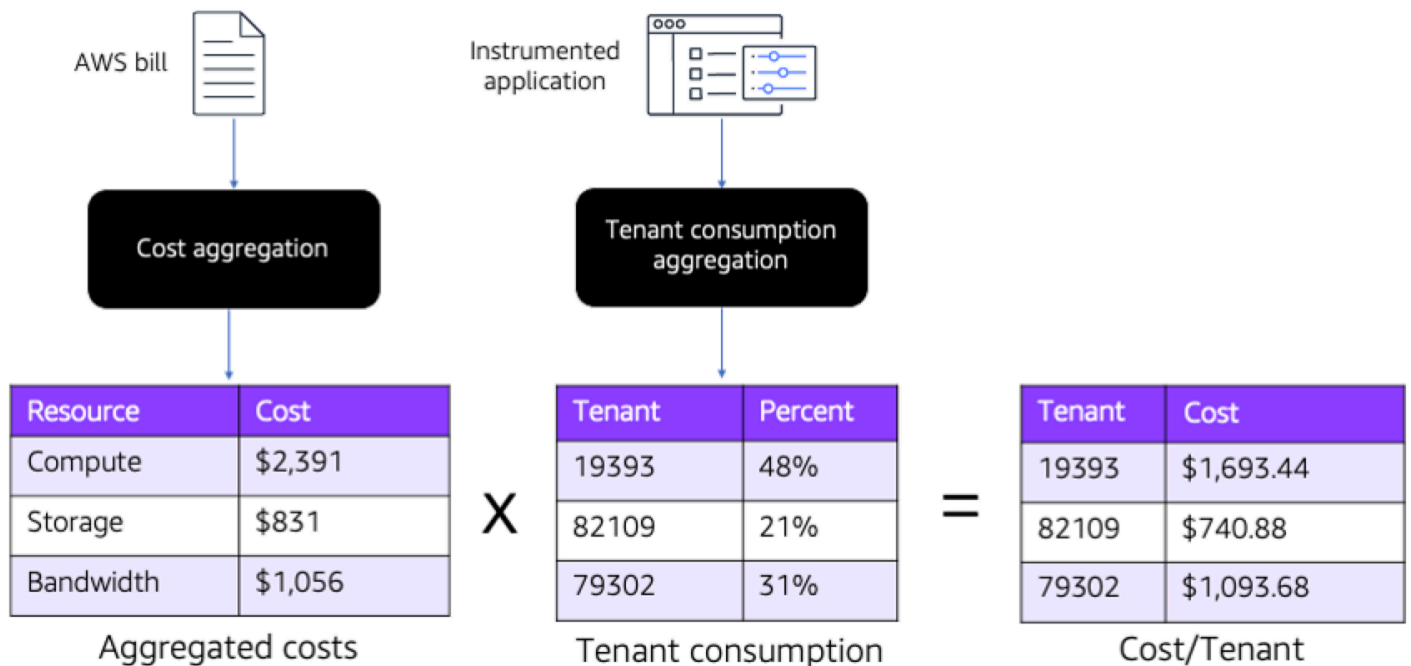 AWS bill
Instrumented
application
Cost aggregation
Tenant consumption
aggregation
Resource Cost
Compute $2,391
Storage $831
Bandwidth $1,056
Aggregated costs
X
Tenant Percent
19393 48%
82109 21%
79302 31%
Tenant consumption
=
Tenant Cost
19393 $1,693.44
82109 $740.88
79302 $1,093.68
Cost/Tenant